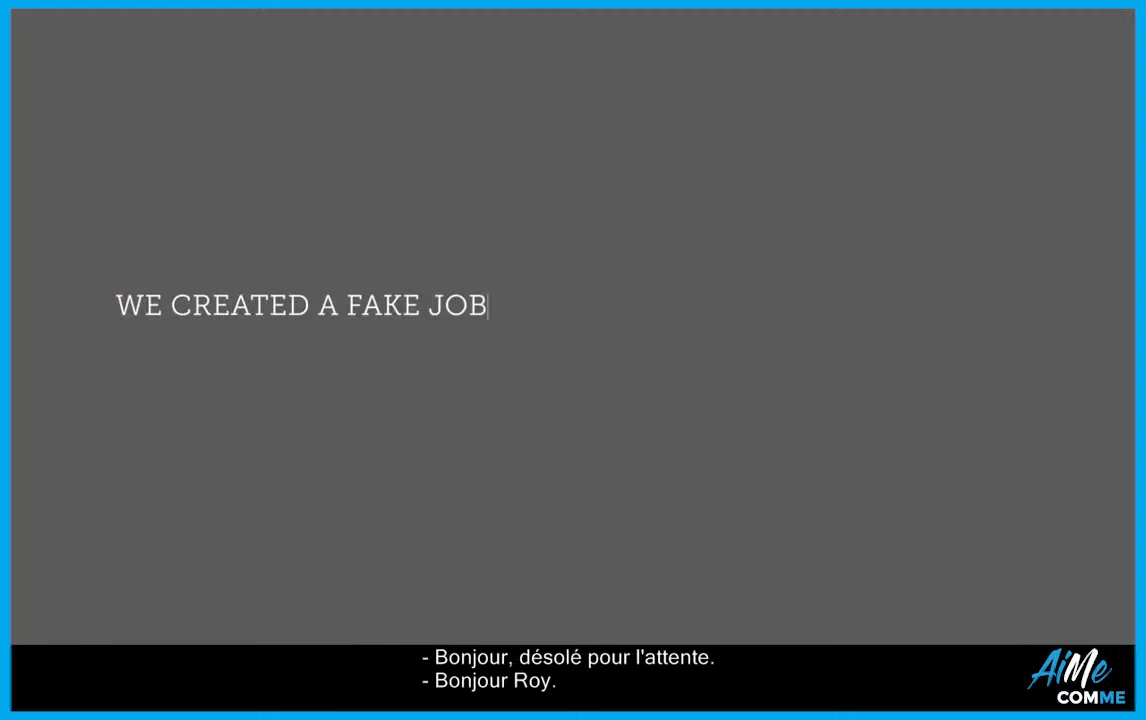 WE CREATED A FAKE JOB
- Bonjour, désolé pour l'attente.
- Bonjour Roy.
AiMe
COMME